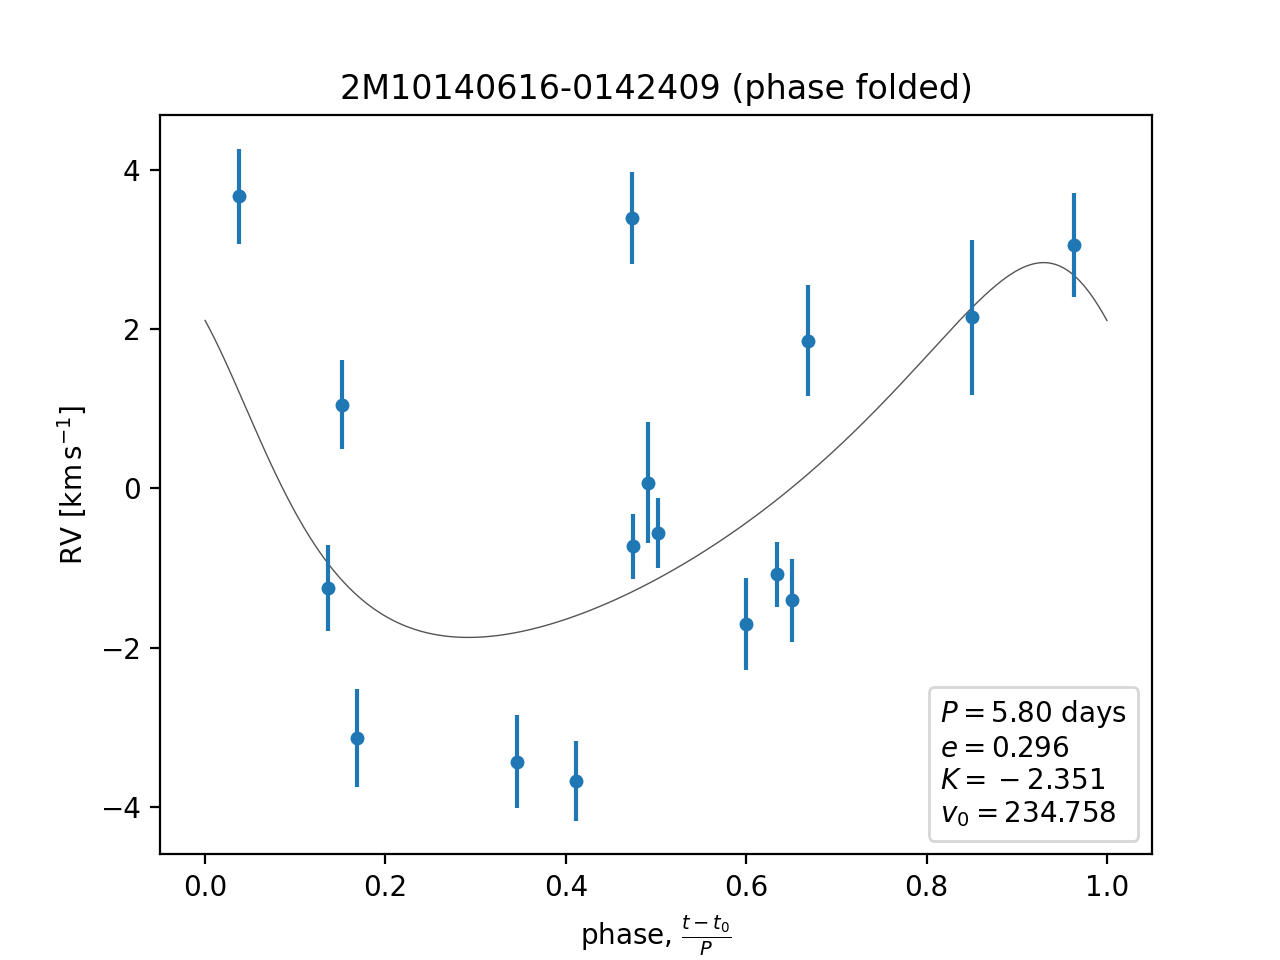 2M10140616-0142409 (phase folded)
RV [km s⁻¹]
4
2
0
−2
−4
0.0 0.2 0.4 0.6 0.8 1.0
phase, (t − t₀)/P
P = 5.80 days
e = 0.296
K = −2.351
v₀ = 234.758